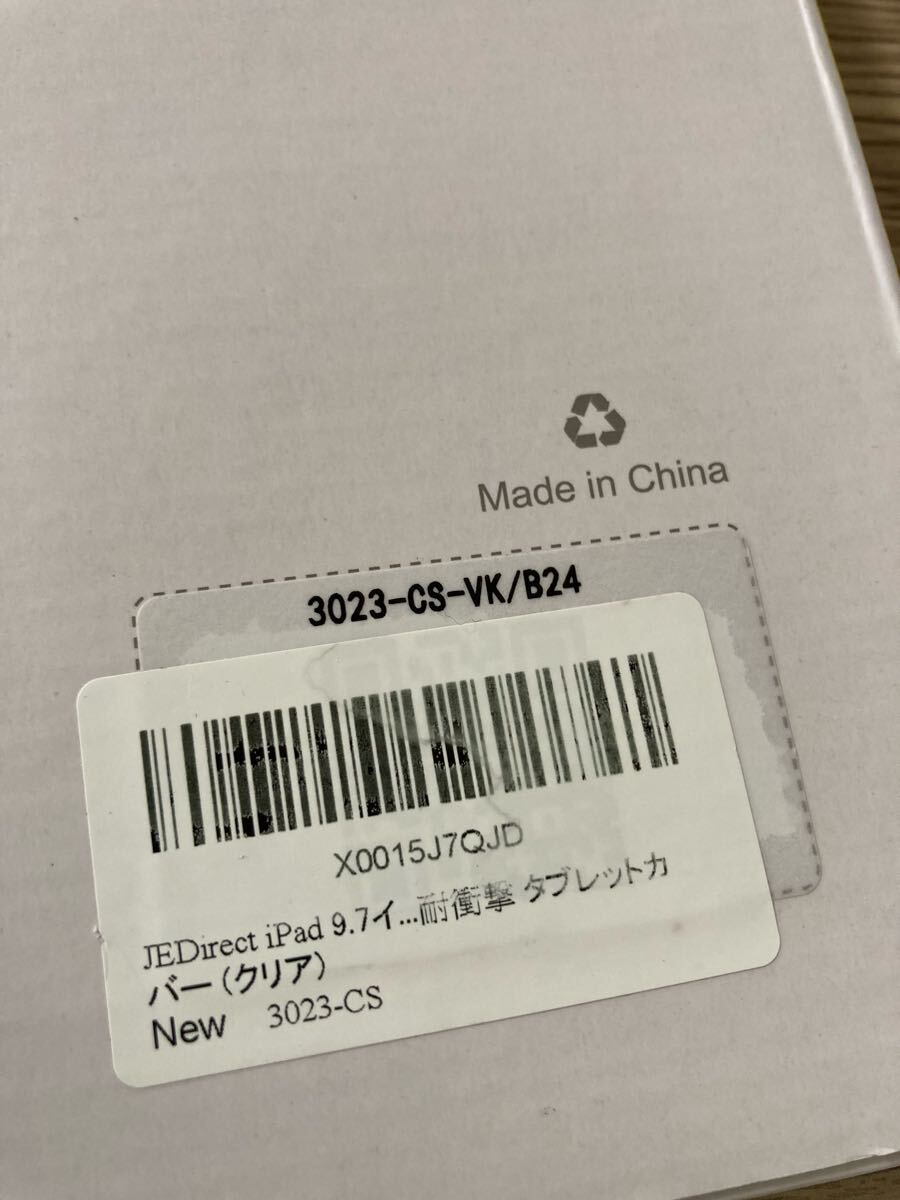 Made in China
3023-CS-VK/B24
X0015J7QJD
JEDirect iPad 9.7イ...耐衝撃 タブレットカ
バー (クリア)
New 3023-CS